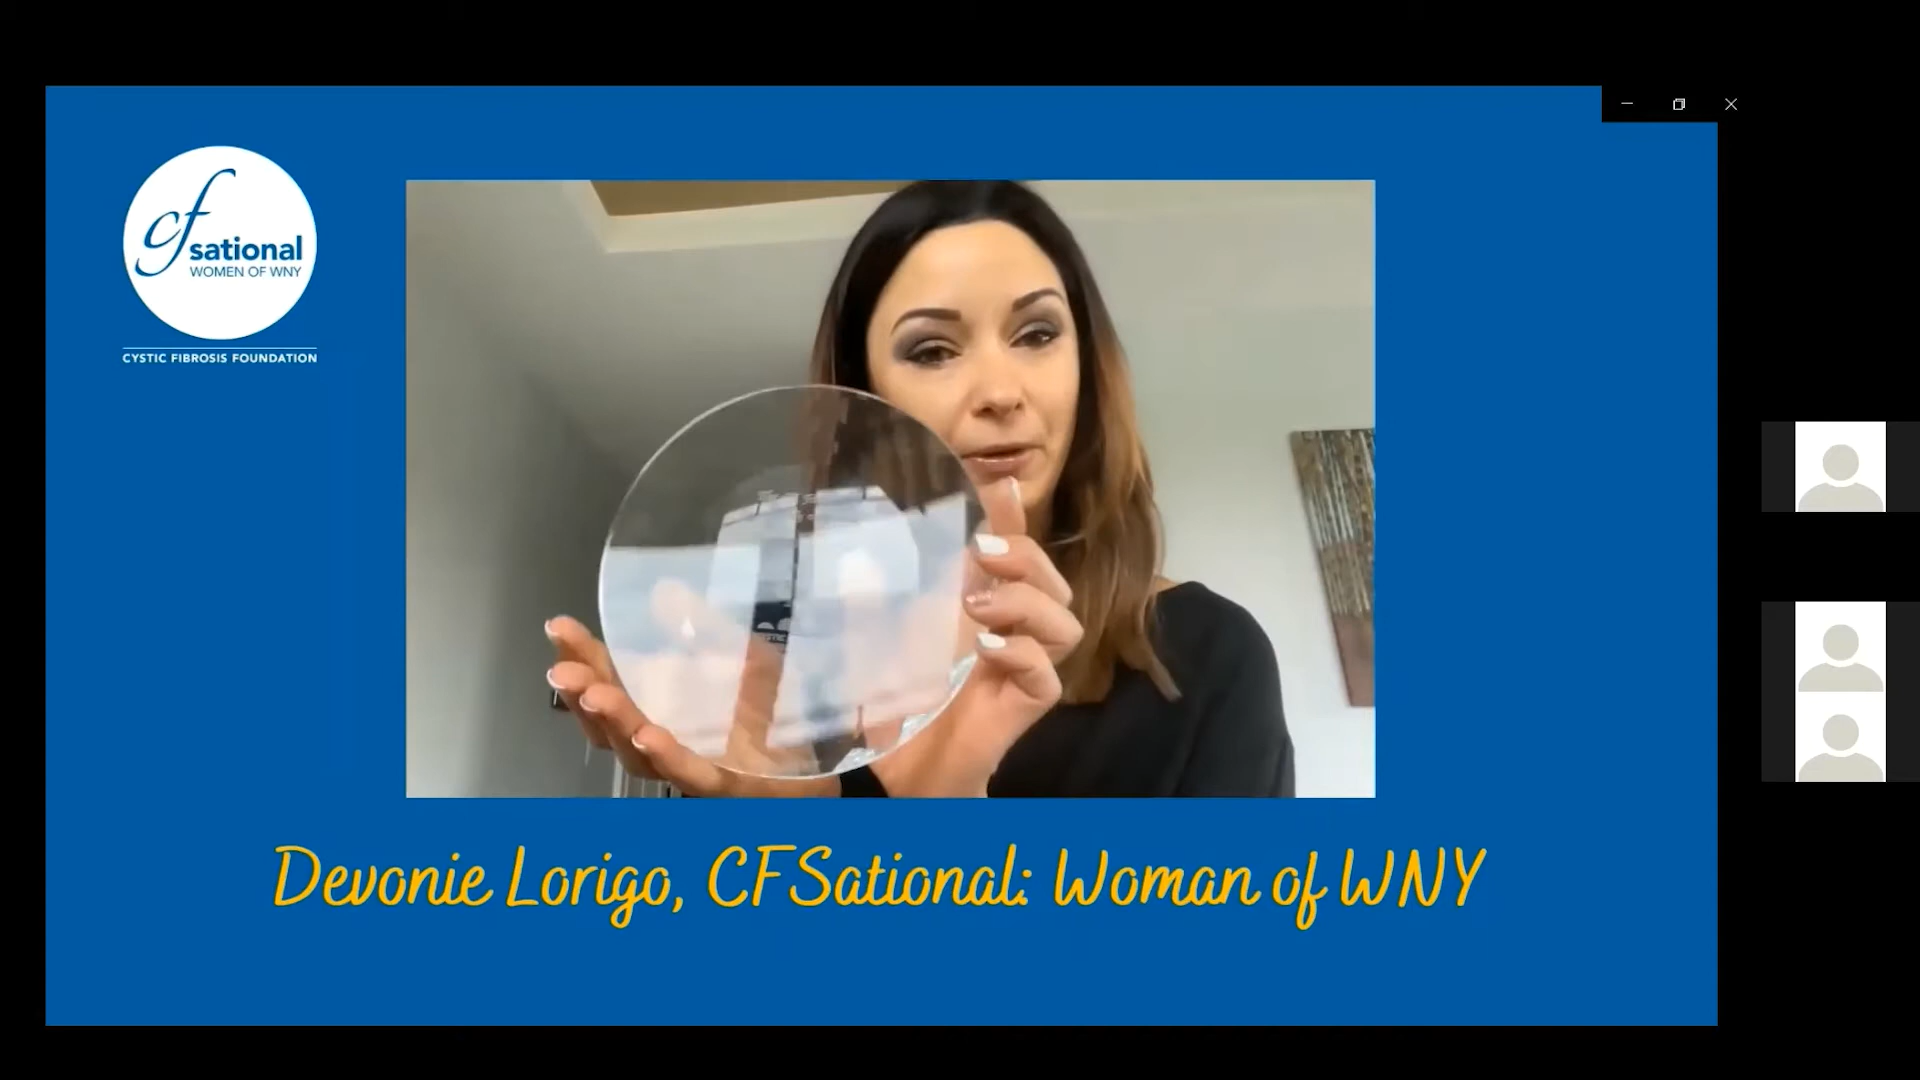 cf
sational
WOMEN OF WNY
CYSTIC FIBROSIS FOUNDATION
Devonie Lorigo, CFSational: Woman of WNY